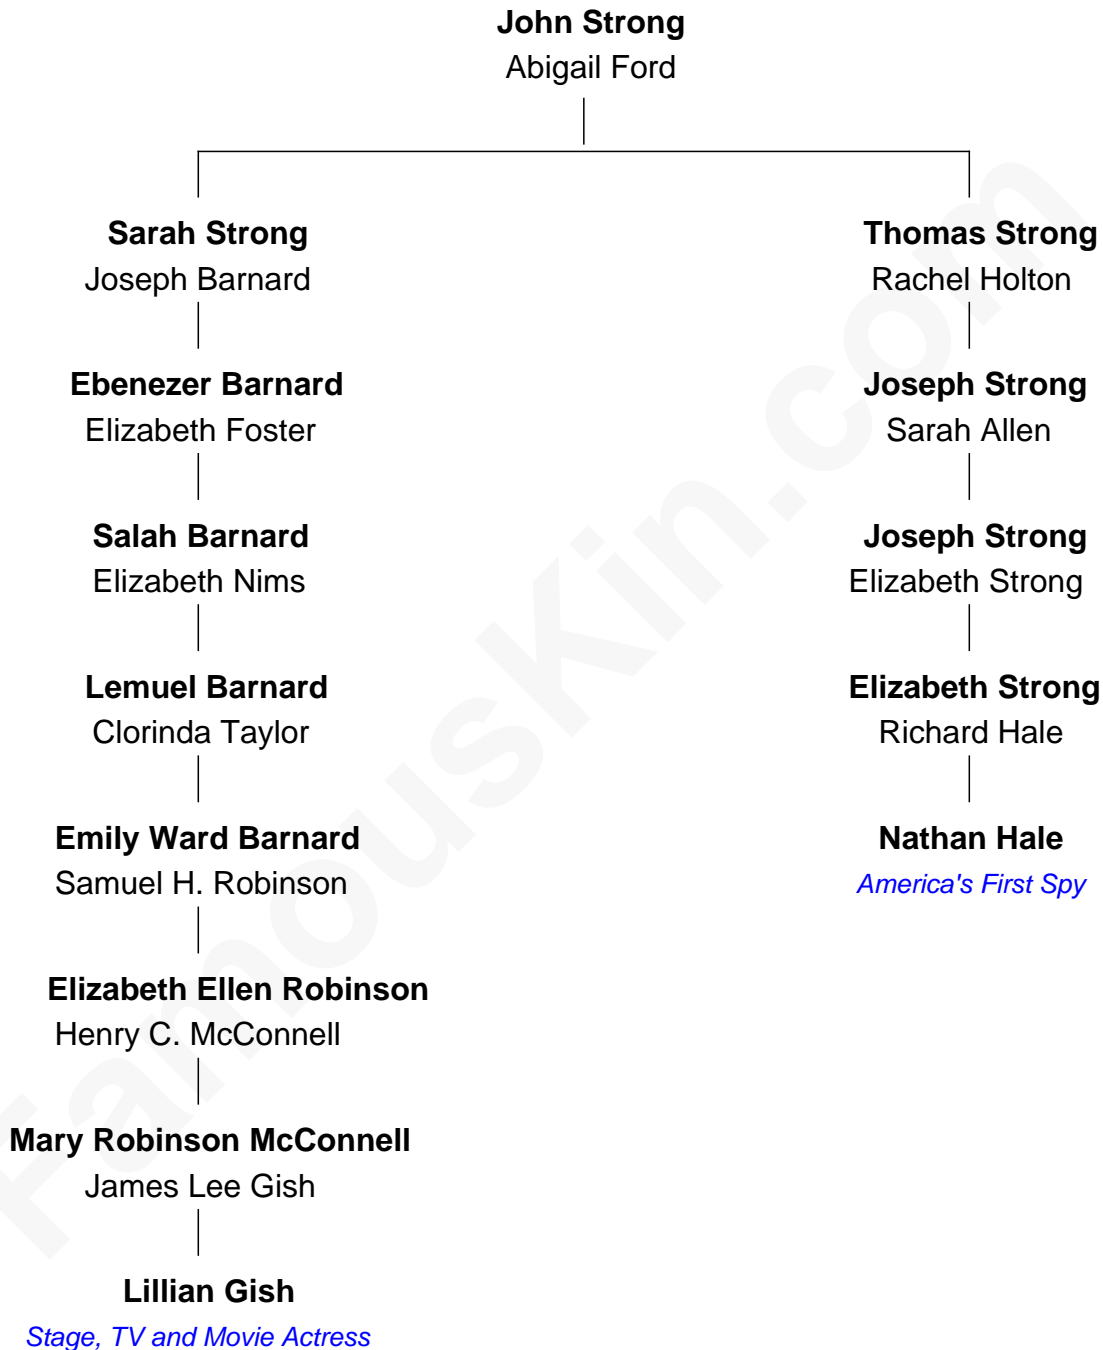 John Strong
Abigail Ford
Sarah Strong
Joseph Barnard
Thomas Strong
Rachel Holton
Ebenezer Barnard
Elizabeth Foster
Joseph Strong
Sarah Allen
Salah Barnard
Elizabeth Nims
Joseph Strong
Elizabeth Strong
Lemuel Barnard
Clorinda Taylor
Elizabeth Strong
Richard Hale
Emily Ward Barnard
Samuel H. Robinson
Nathan Hale
America's First Spy
Elizabeth Ellen Robinson
Henry C. McConnell
Mary Robinson McConnell
James Lee Gish
Lillian Gish
Stage, TV and Movie Actress
FamousKin.com